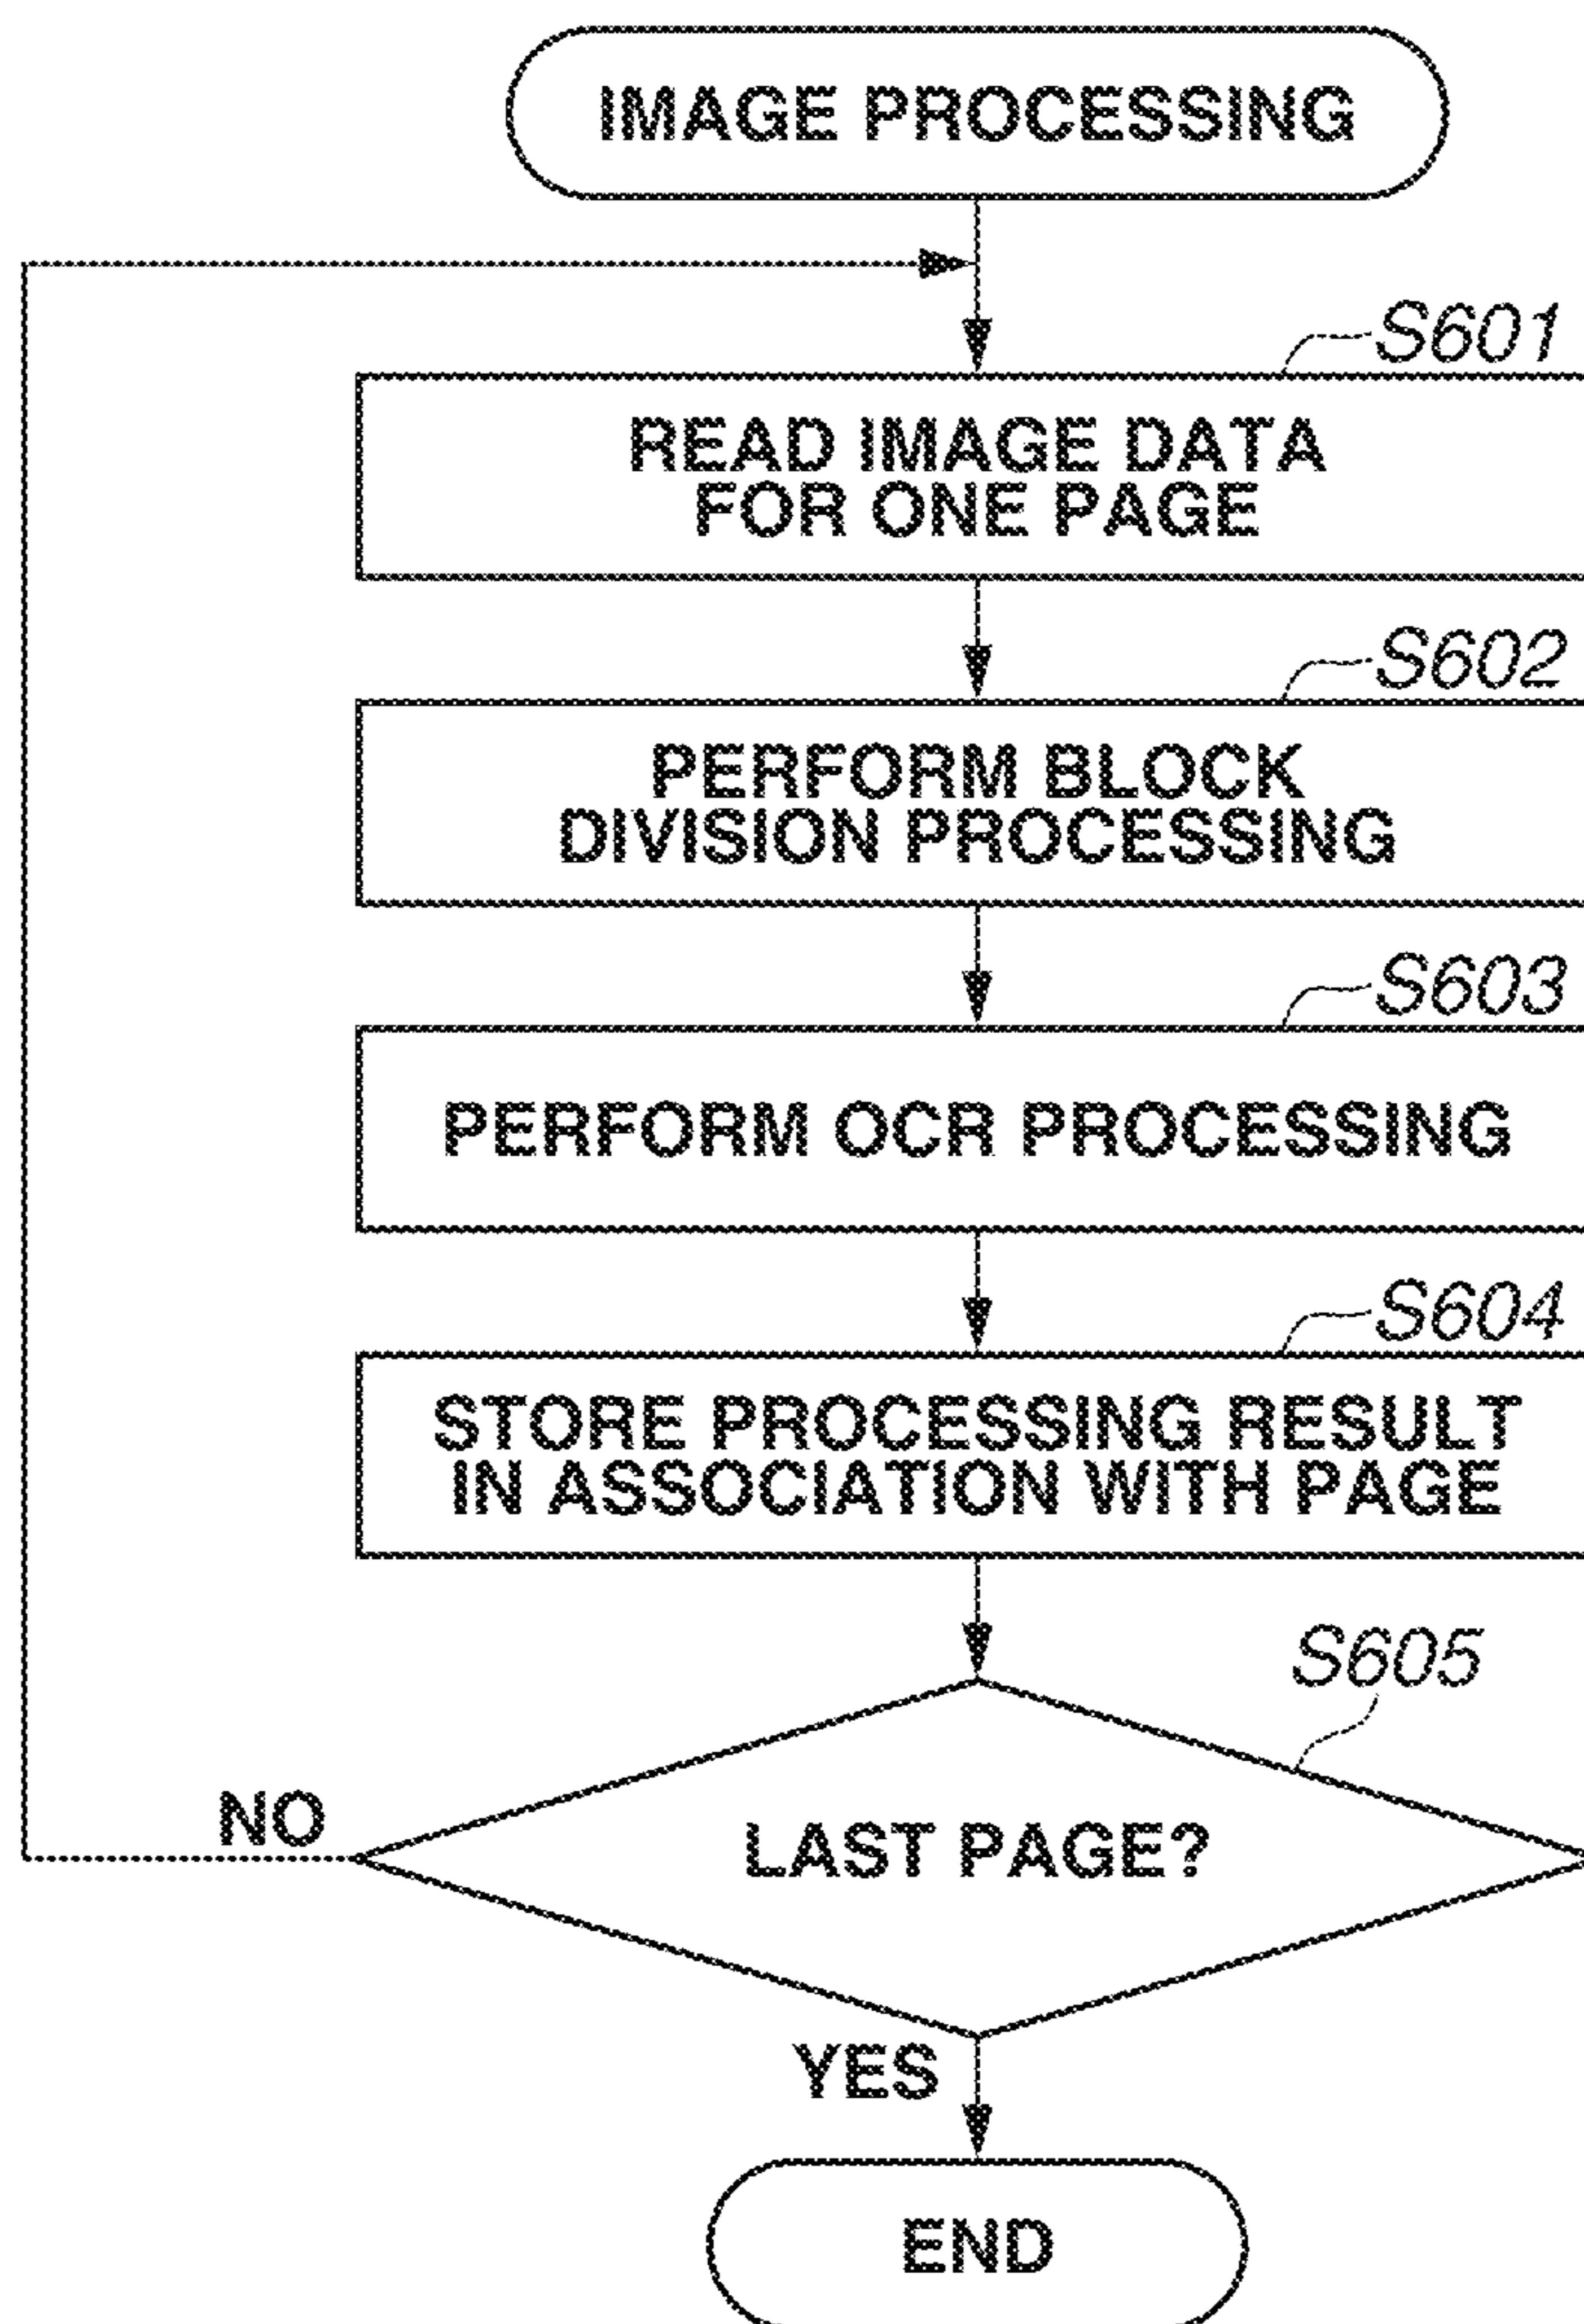 IMAGE PROCESSING
S601
READ IMAGE DATA
FOR ONE PAGE
S602
PERFORM BLOCK
DIVISION PROCESSING
S603
PERFORM OCR PROCESSING
S604
STORE PROCESSING RESULT
IN ASSOCIATION WITH PAGE
S605
NO
LAST PAGE?
YES
END